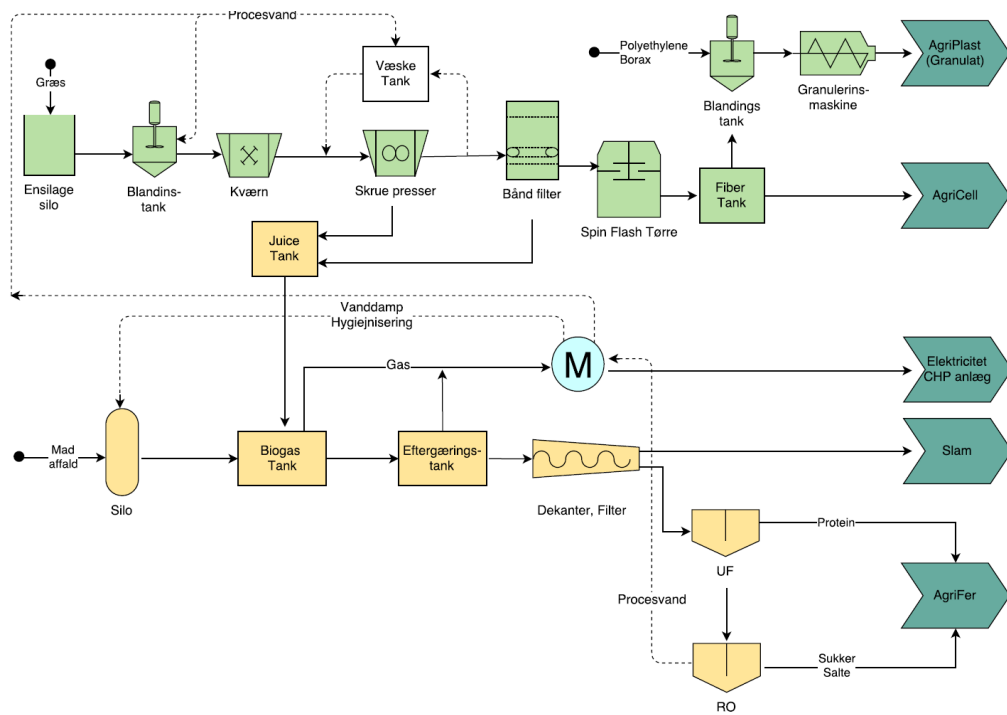 Procesvand
Græs
Væske
Tank
Polyethylene
Borax
AgriPlast
(Granulat)
Blandings
tank
Granulerins-
maskine
Ensilage
silo
Blandins-
tank
Kværn
Skrue presser
Bånd filter
Spin Flash Tørre
Fiber
Tank
AgriCell
Juice
Tank
Vanddamp
Hygiejnisering
M
Gas
Elektricitet
CHP anlæg
Mad
affald
Silo
Biogas
Tank
Eftergærings-
tank
Dekanter, Filter
Slam
UF
Protein
Procesvand
AgriFer
RO
Sukker
Salte